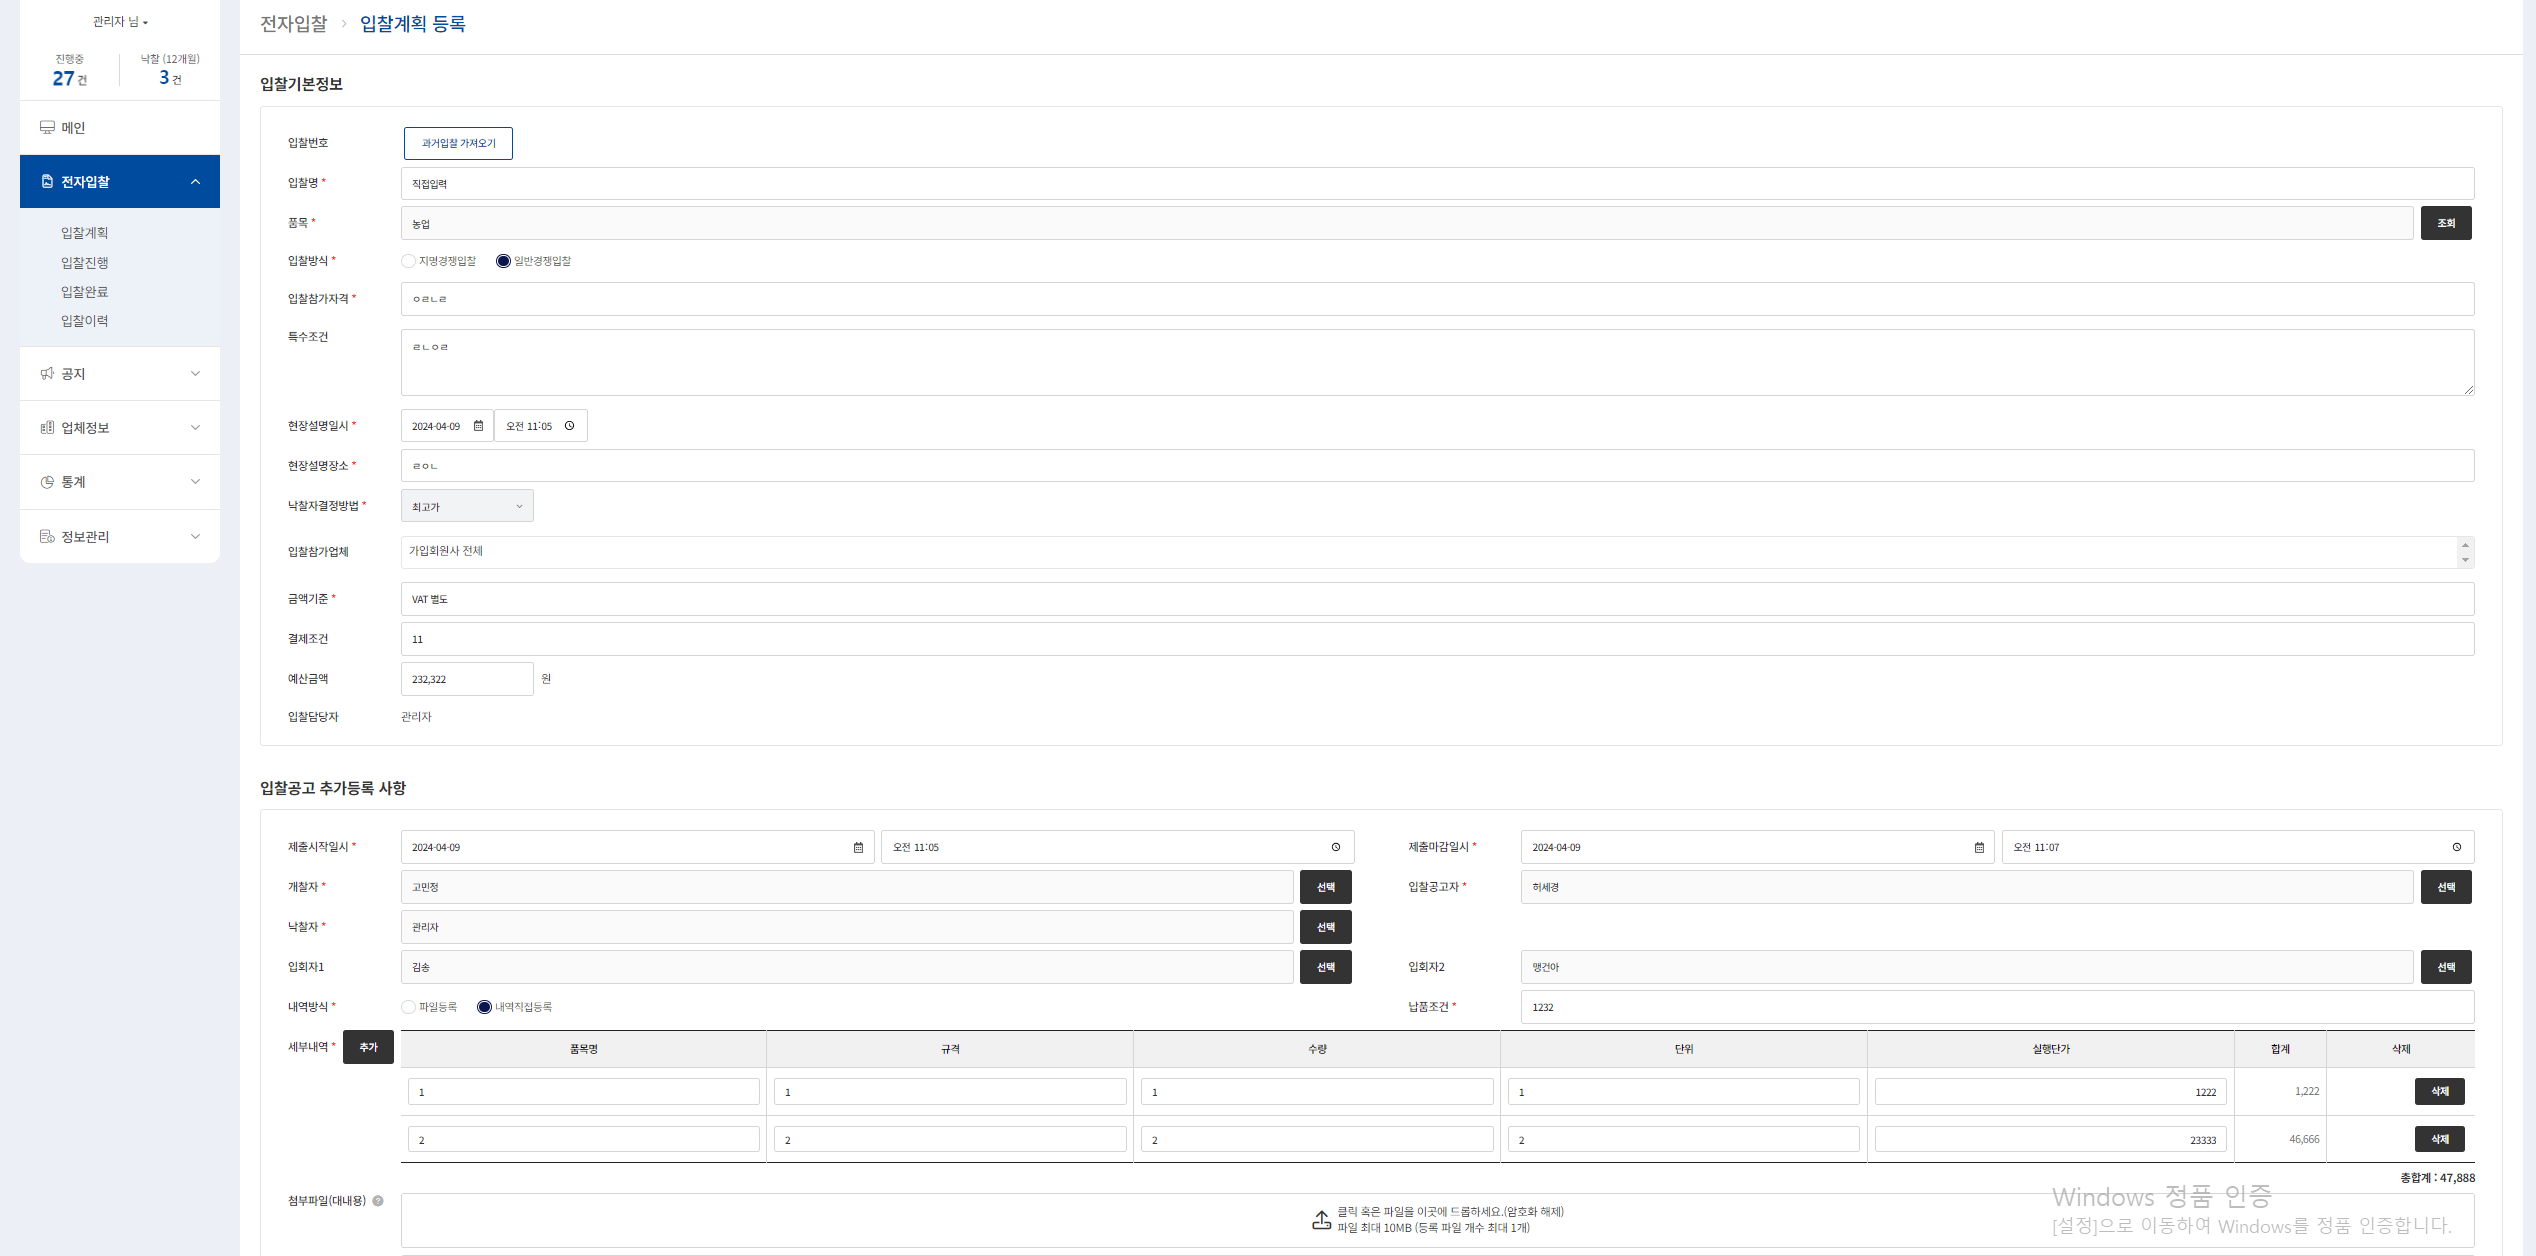 관리자 님
진행중
27 건
낙찰 (12개월)
3 건
메인
전자입찰
입찰계획
입찰진행
입찰완료
입찰이력
공지
업체정보
통계
정보관리
전자입찰 > 입찰계획 등록
입찰기본정보
입찰번호 과거입찰 가져오기
입찰명 * 직접입력
품목 * 농업 조회
입찰방식 * 지명경쟁입찰 일반경쟁입찰
입찰참가자격 * ㅇㄹㄴㄹ
특수조건 ㄹㄴㅇㄹ
현장설명일시 * 2024-04-09 오전 11:05
현장설명장소 * ㄹㅇㄴ
낙찰자결정방법 * 최고가
입찰참가업체 가입회원사 전체
금액기준 * VAT 별도
결제조건 11
예산금액 232,322 원
입찰담당자 관리자
입찰공고 추가등록 사항
제출시작일시 * 2024-04-09 오전 11:05 제출마감일시 * 2024-04-09 오전 11:07
개찰자 * 고민정 선택 입찰공고자 * 허세경 선택
낙찰자 * 관리자 선택
입회자1 김송 선택 입회자2 맹건아 선택
내역방식 * 파일등록 내역직접등록 납품조건 * 1232
세부내역 * 추가 품목명 규격 수량 단위 실행단가 합계 삭제
1 1 1 1 1222 1,222 삭제
2 2 2 2 23333 46,666 삭제
총합계 : 47,888
첨부파일(대내용) ?
클릭 혹은 파일을 이곳에 드롭하세요.(암호화 해제)
파일 최대 10MB (등록 파일 개수 최대 1개)
Windows 정품 인증
[설정]으로 이동하여 Windows를 정품 인증합니다.